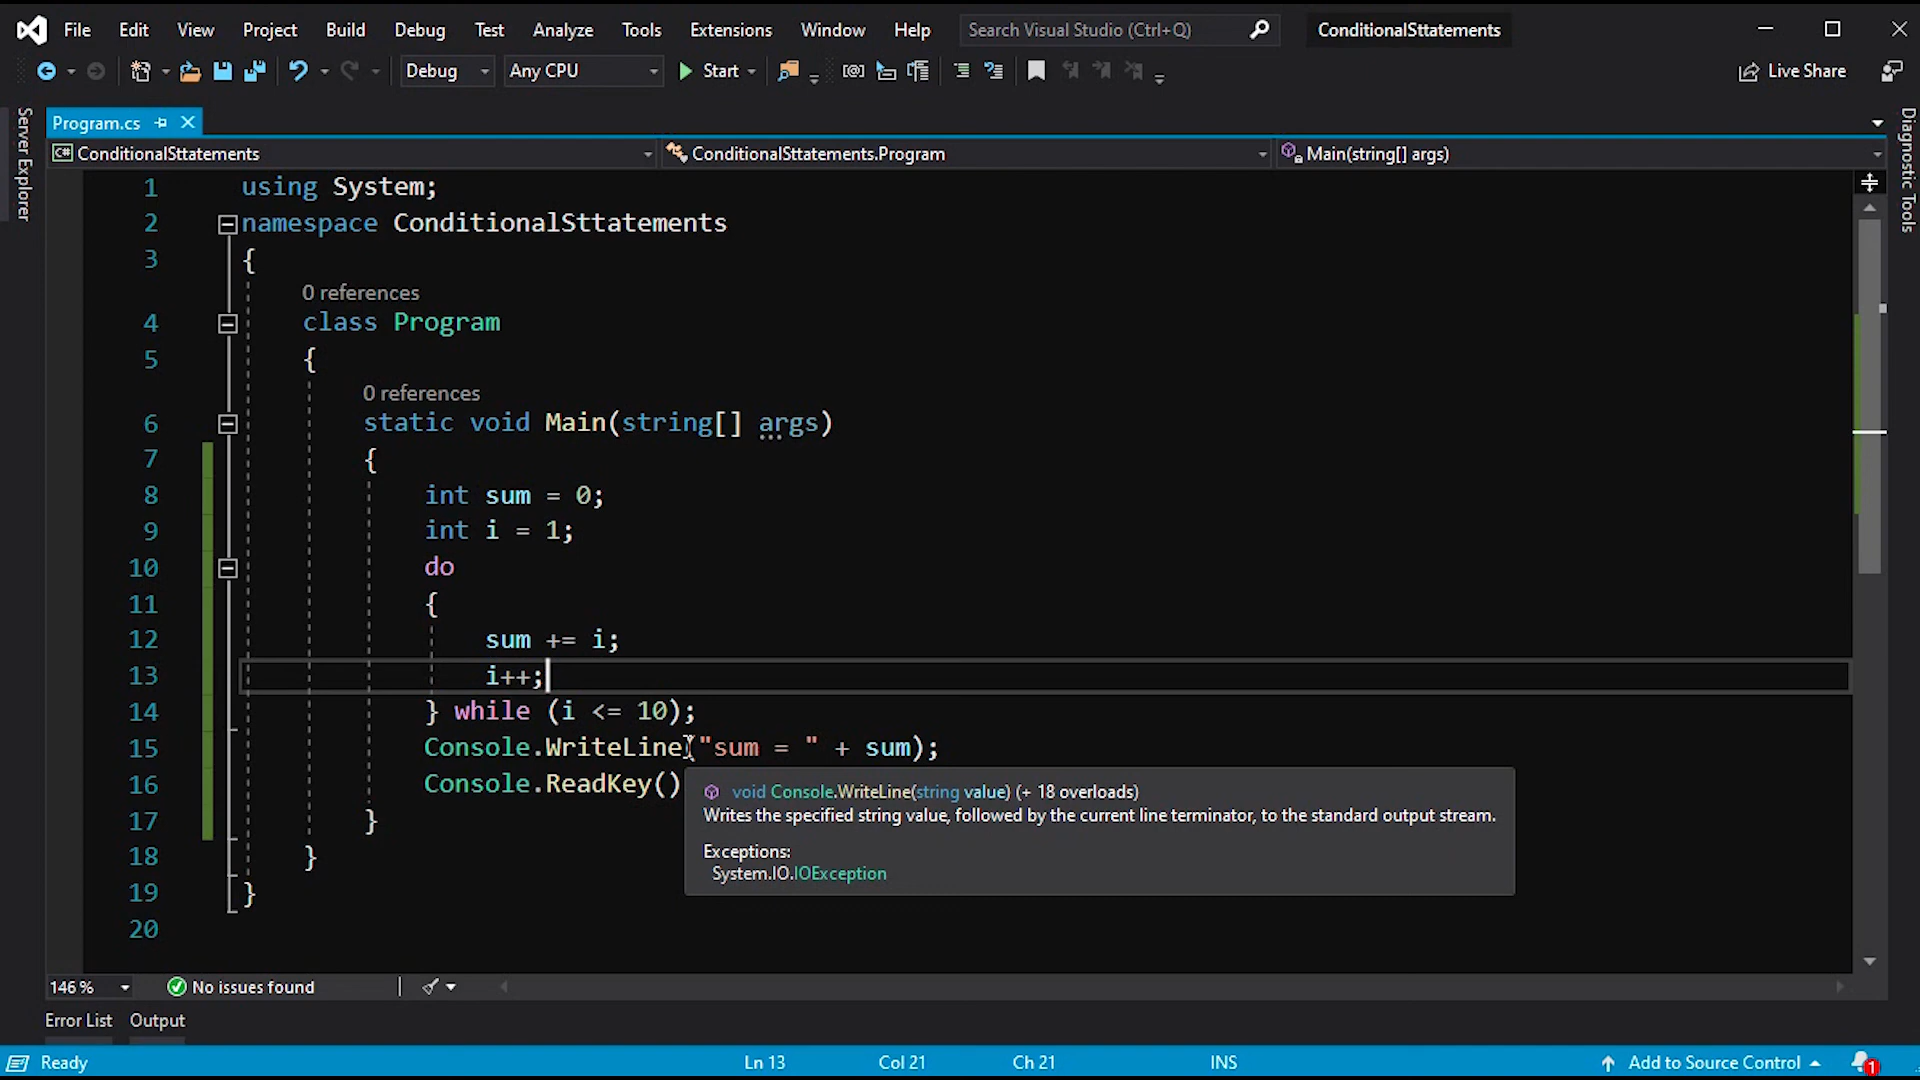 File Edit View Project Build Debug Test Analyze Tools Extensions Window Help Search Visual Studio (Ctrl+Q) ConditionalSttatements
Debug Any CPU Start Live Share
Server Explorer
Diagnostic Tools
Program.cs
C# ConditionalSttatements ConditionalSttatements.Program Main(string[] args)
1 using System;
2 namespace ConditionalSttatements
3 {
0 references
4 class Program
5 {
0 references
6 static void Main(string[] args)
7 {
8 int sum = 0;
9 int i = 1;
10 do
11 {
12 sum += i;
13 i++;
14 } while (i <= 10);
15 Console.WriteLine("sum = " + sum);
16 Console.ReadKey()
void Console.WriteLine(string value) (+ 18 overloads)
Writes the specified string value, followed by the current line terminator, to the standard output stream.
Exceptions:
System.IO.IOException
17 }
18 }
19 }
20
146 % No issues found
Error List Output
Ready Ln 13 Col 21 Ch 21 INS Add to Source Control 1